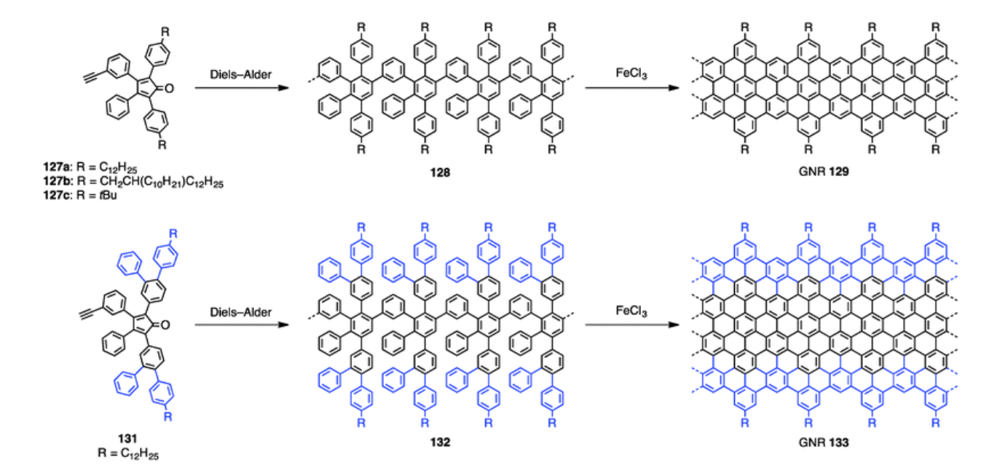 R R R R R R R R R
Diels–Alder
FeCl₃
O
R
R R R R R R R R
127a: R = C₁₂H₂₅
127b: R = CH₂CH(C₁₀H₂₁)C₁₂H₂₅
127c: R = tBu
128
GNR 129
R R R R R R R R R
Diels–Alder
FeCl₃
O
R R R R R R R R R
131
R = C₁₂H₂₅
132
GNR 133